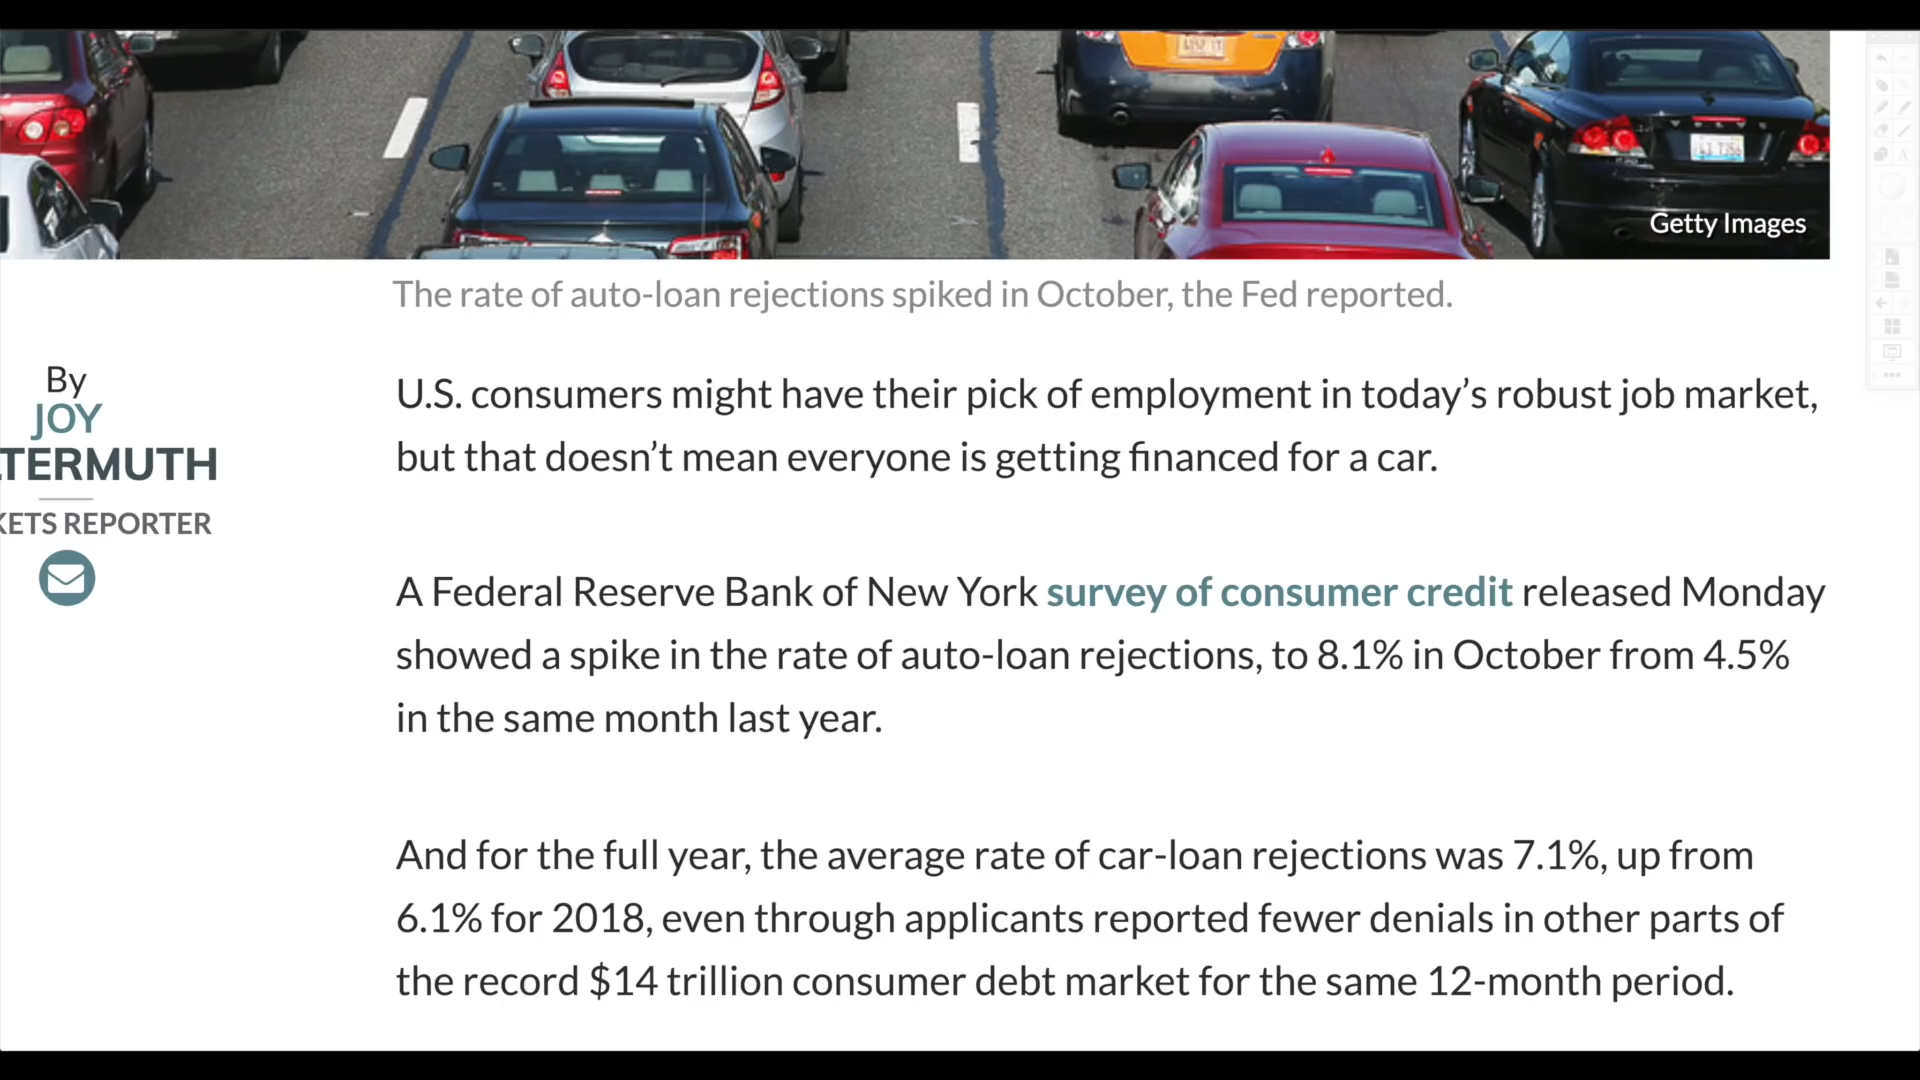 Getty Images
The rate of auto-loan rejections spiked in October, the Fed reported.
By
JOY
TERMUTH
KETS REPORTER
U.S. consumers might have their pick of employment in today’s robust job market,
but that doesn’t mean everyone is getting financed for a car.
A Federal Reserve Bank of New York survey of consumer credit released Monday
showed a spike in the rate of auto-loan rejections, to 8.1% in October from 4.5%
in the same month last year.
And for the full year, the average rate of car-loan rejections was 7.1%, up from
6.1% for 2018, even through applicants reported fewer denials in other parts of
the record $14 trillion consumer debt market for the same 12-month period.